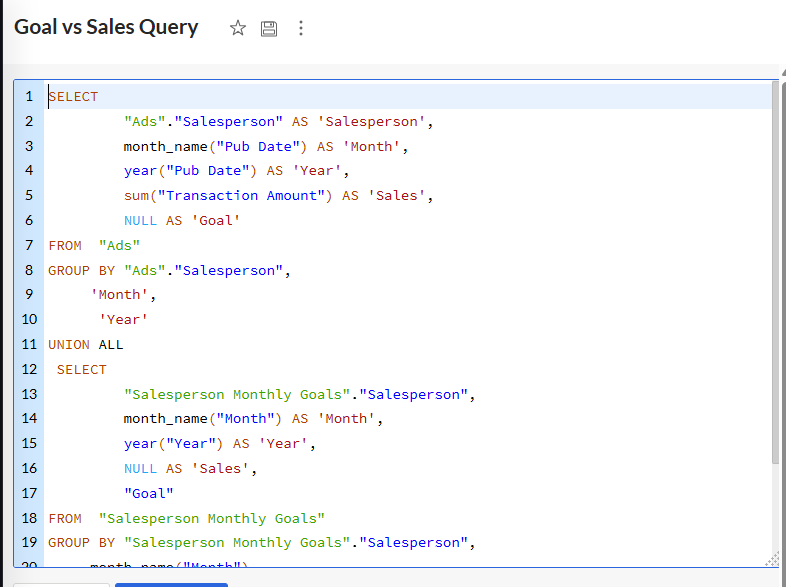 Goal vs Sales Query
1 SELECT
2 "Ads"."Salesperson" AS 'Salesperson',
3 month_name("Pub Date") AS 'Month',
4 year("Pub Date") AS 'Year',
5 sum("Transaction Amount") AS 'Sales',
6 NULL AS 'Goal'
7 FROM "Ads"
8 GROUP BY "Ads"."Salesperson",
9 'Month',
10 'Year'
11 UNION ALL
12 SELECT
13 "Salesperson Monthly Goals"."Salesperson",
14 month_name("Month") AS 'Month',
15 year("Year") AS 'Year',
16 NULL AS 'Sales',
17 "Goal"
18 FROM "Salesperson Monthly Goals"
19 GROUP BY "Salesperson Monthly Goals"."Salesperson",
20 month_name("Month")